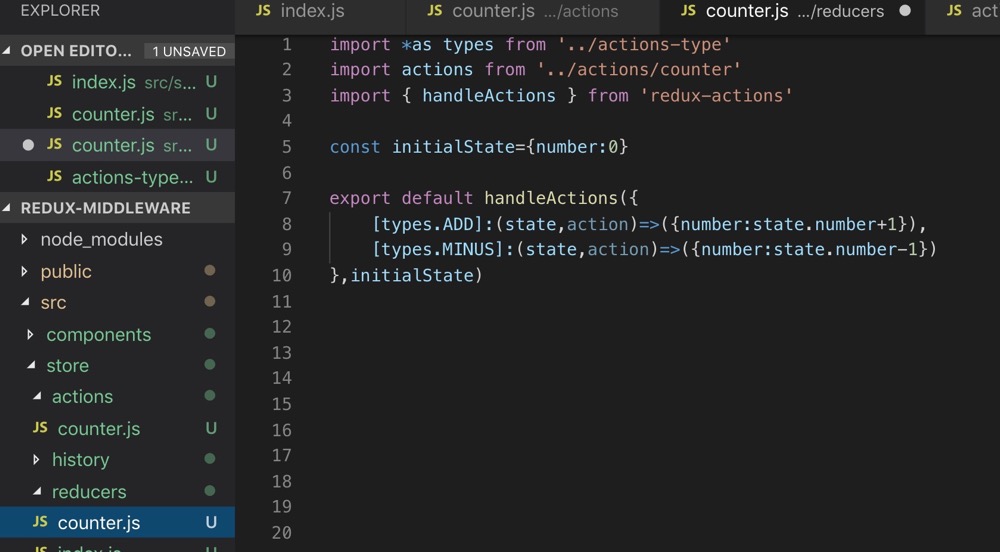 EXPLORER
JS index.js
JS counter.js .../actions
JS counter.js .../reducers
JS act
OPEN EDITO... 1 UNSAVED
JS index.js src/s... U
JS counter.js sr... U
JS counter.js sr... U
JS actions-type... U
REDUX-MIDDLEWARE
node_modules
public
src
components
store
actions
JS counter.js U
history
reducers
JS counter.js U
JS index.js U
1 import *as types from '../actions-type'
2 import actions from '../actions/counter'
3 import { handleActions } from 'redux-actions'
4
5 const initialState={number:0}
6
7 export default handleActions({
8 [types.ADD]:(state,action)=>({number:state.number+1}),
9 [types.MINUS]:(state,action)=>({number:state.number-1})
10 },initialState)
11
12
13
14
15
16
17
18
19
20